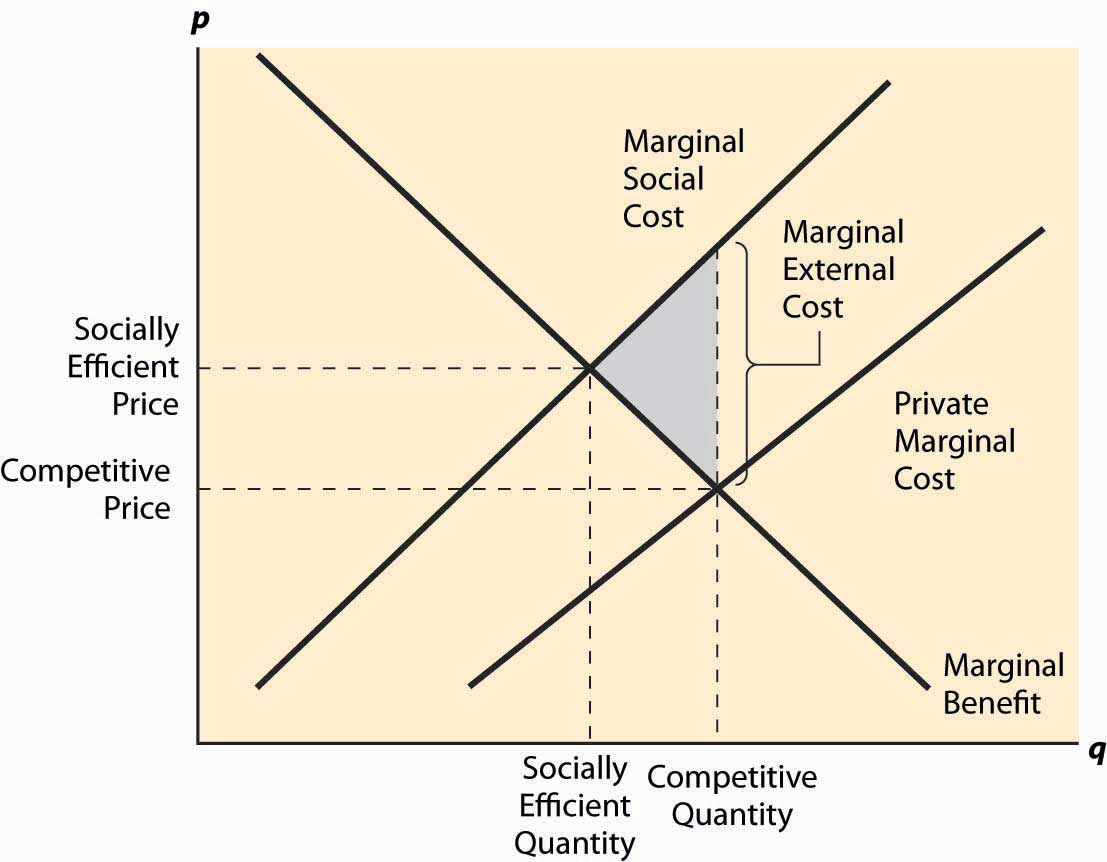 p
Marginal
Social
Cost
Marginal
External
Cost
Socially
Efficient
Price
Private
Marginal
Cost
Competitive
Price
Marginal
Benefit
q
Socially
Efficient
Quantity
Competitive
Quantity